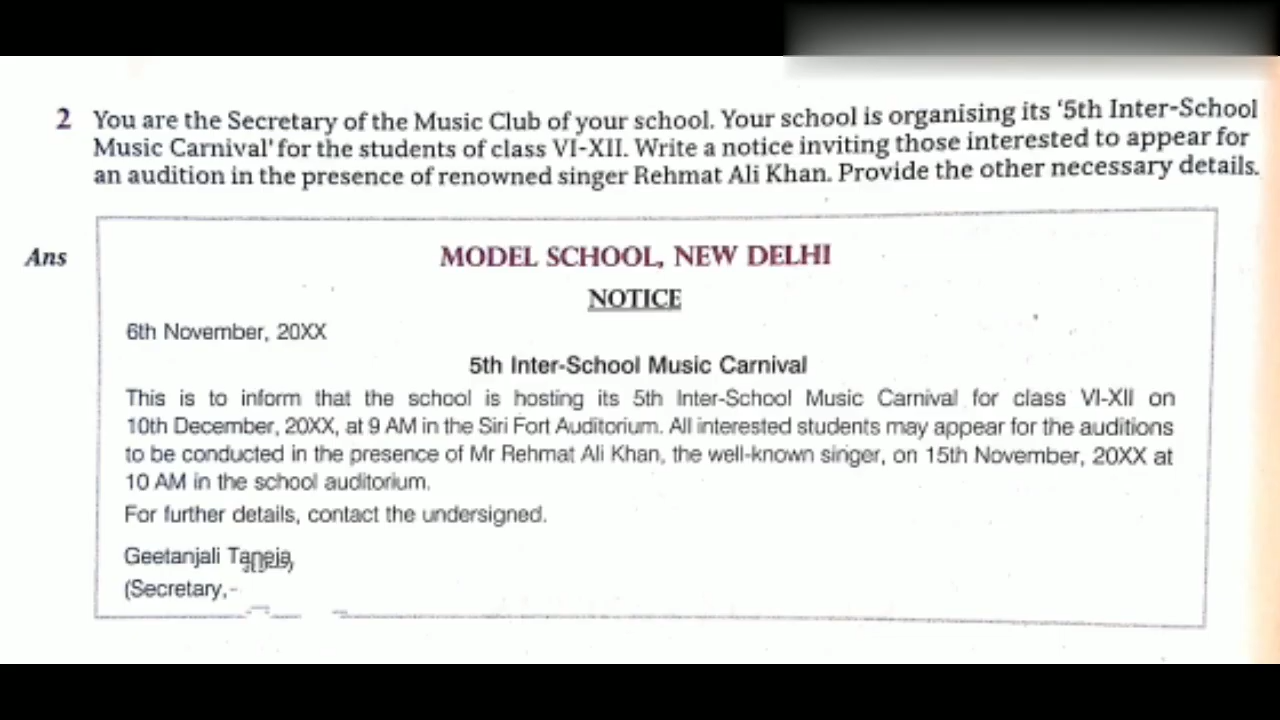 2 You are the Secretary of the Music Club of your school. Your school is organising its ‘5th Inter-School
Music Carnival’ for the students of class VI-XII. Write a notice inviting those interested to appear for
an audition in the presence of renowned singer Rehmat Ali Khan. Provide the other necessary details.
Ans
MODEL SCHOOL, NEW DELHI
NOTICE
6th November, 20XX
5th Inter-School Music Carnival
This is to inform that the school is hosting its 5th Inter-School Music Carnival for class VI-XII on
10th December, 20XX, at 9 AM in the Siri Fort Auditorium. All interested students may appear for the auditions
to be conducted in the presence of Mr Rehmat Ali Khan, the well-known singer, on 15th November, 20XX at
10 AM in the school auditorium.
For further details, contact the undersigned.
Geetanjali Taneja
(Secretary,